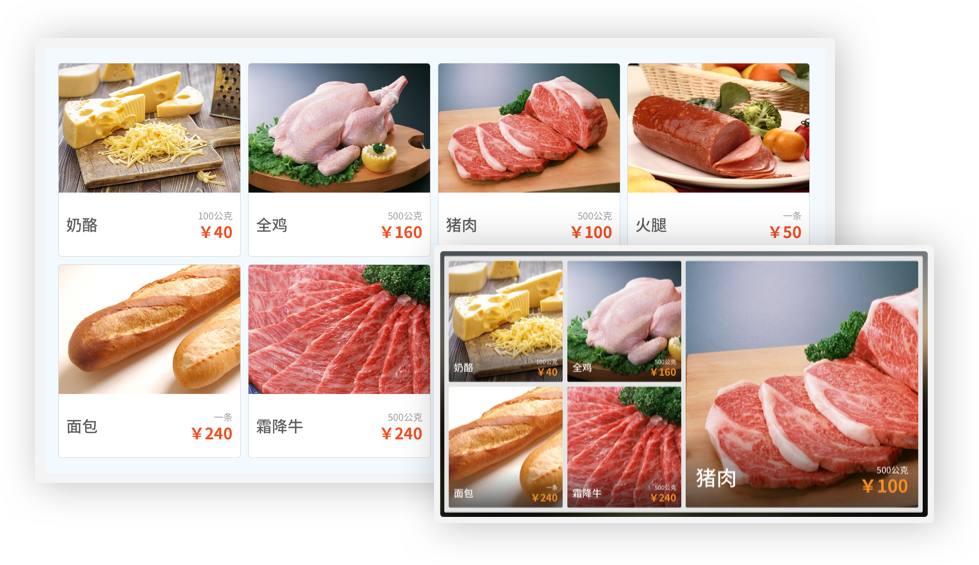 奶酪
100公克
￥40
全鸡
500公克
￥160
猪肉
500公克
￥100
火腿
一条
￥50
面包
一条
￥240
霜降牛
500公克
￥240
奶酪
100公克
￥40
全鸡
500公克
￥160
面包
一条
￥240
霜降牛
500公克
￥240
猪肉
500公克
￥100